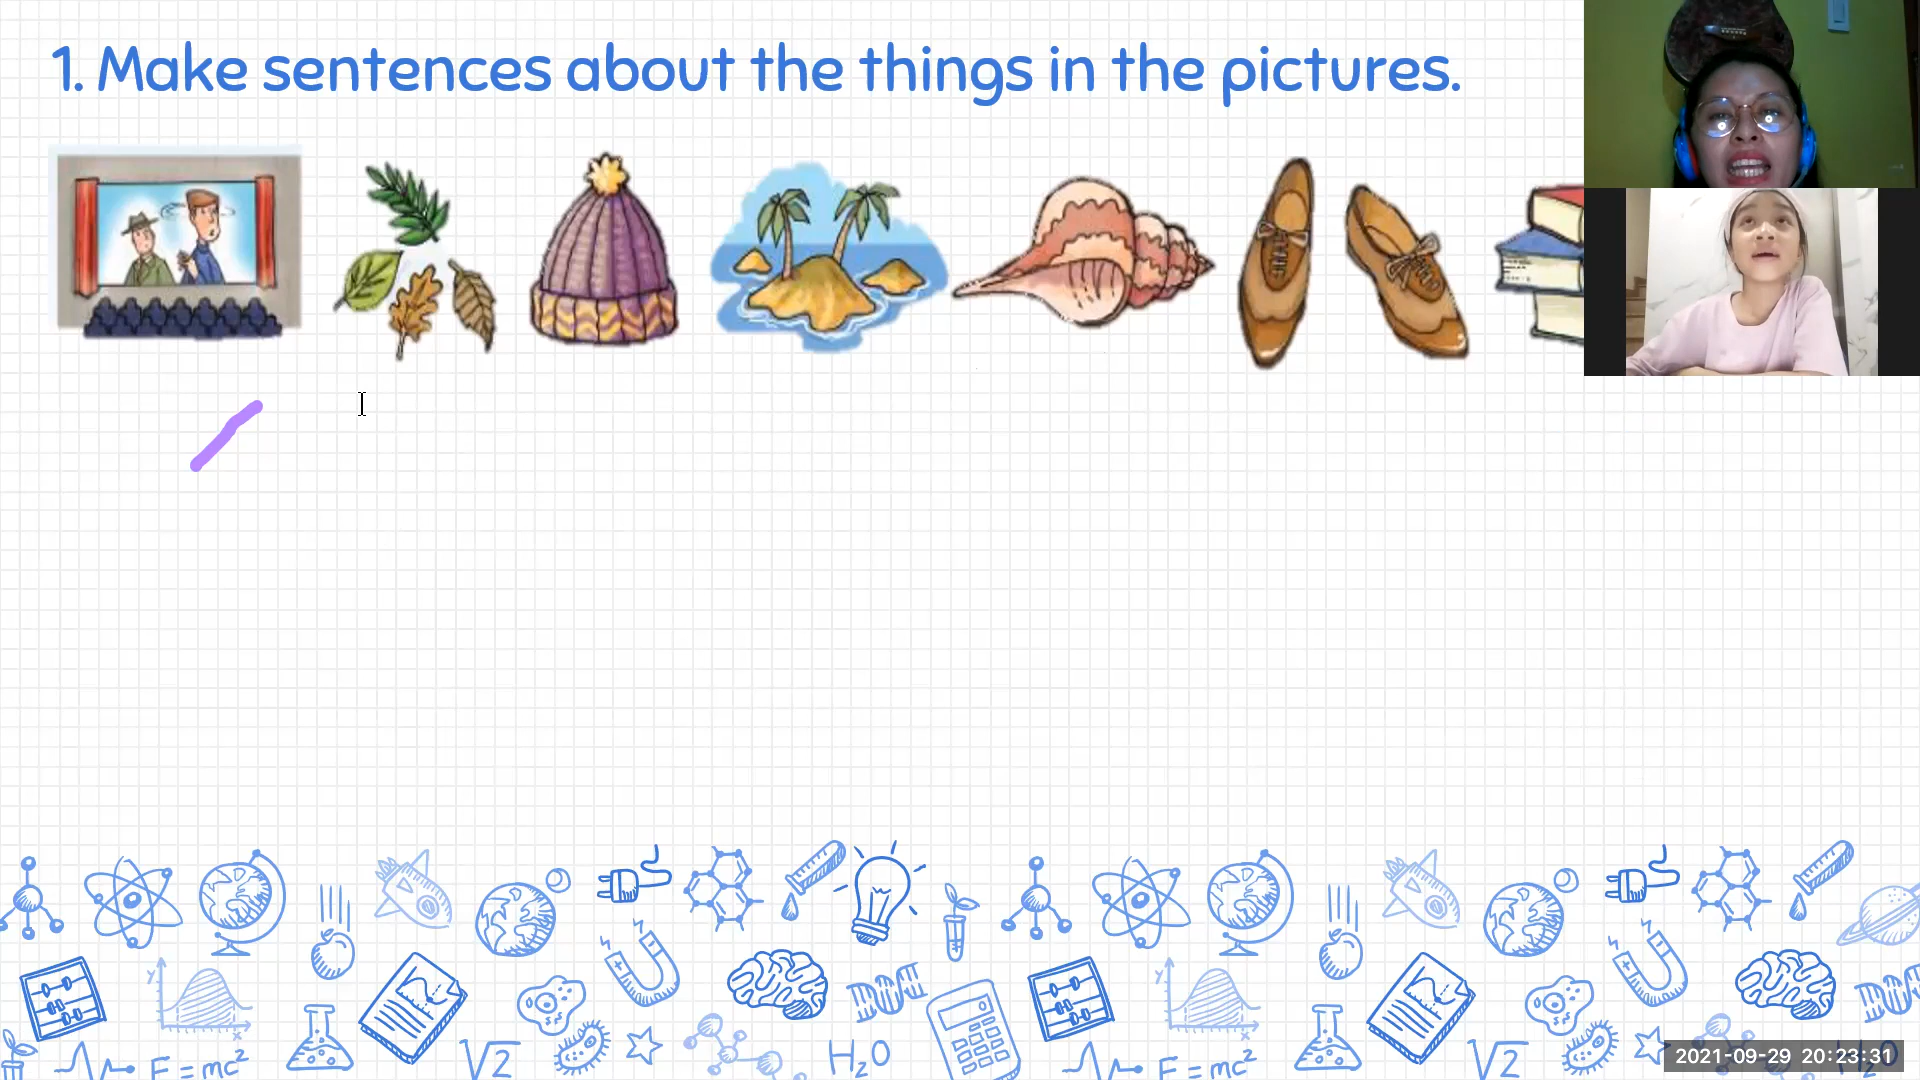 1. Make sentences about the things in the pictures.
y
x
F = mc²
√2
H₂O
y
x
F = mc²
√2
2021-09-29 20:23:31